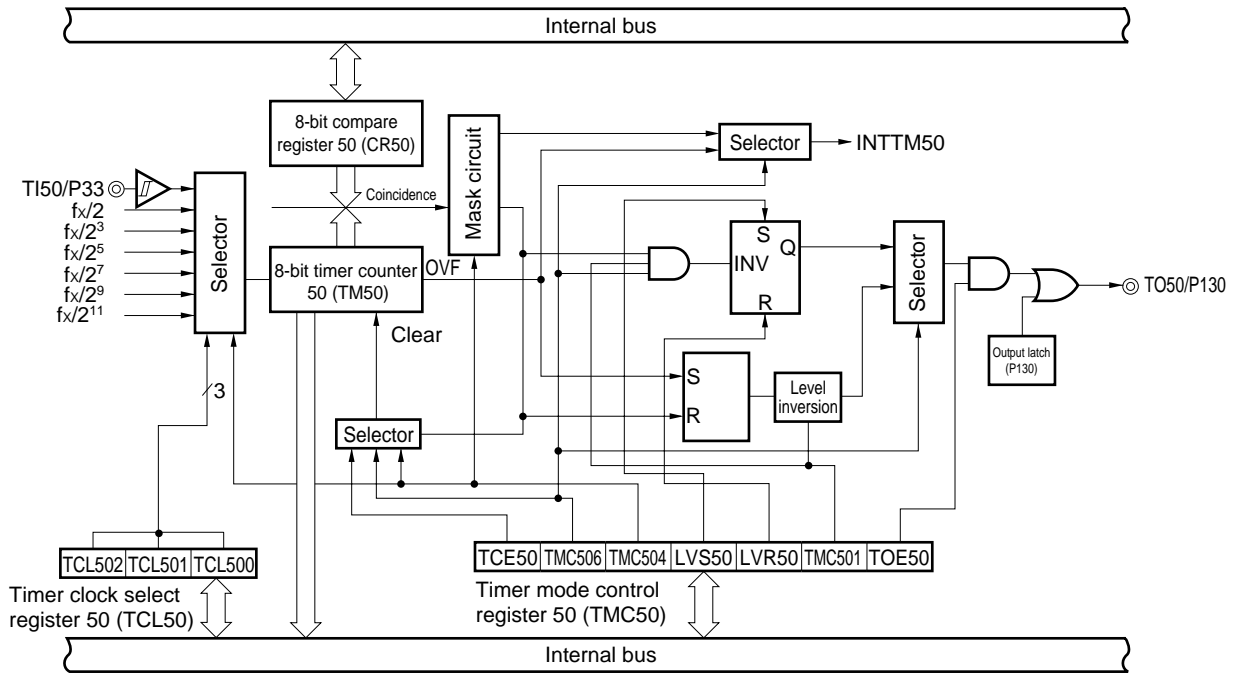 Internal bus
8-bit compare
register 50 (CR50)
Mask circuit
Selector
INTTM50
TI50/P33
fX/2
fX/2³
fX/2⁵
fX/2⁷
fX/2⁹
fX/2¹¹
Selector
Coincidence
8-bit timer counter
50 (TM50)
OVF
Clear
S
INV
Q
R
Selector
TO50/P130
Output latch
(P130)
S
R
Level
inversion
3
Selector
TCL502 TCL501 TCL500
Timer clock select
register 50 (TCL50)
TCE50 TMC506 TMC504 LVS50 LVR50 TMC501 TOE50
Timer mode control
register 50 (TMC50)
Internal bus